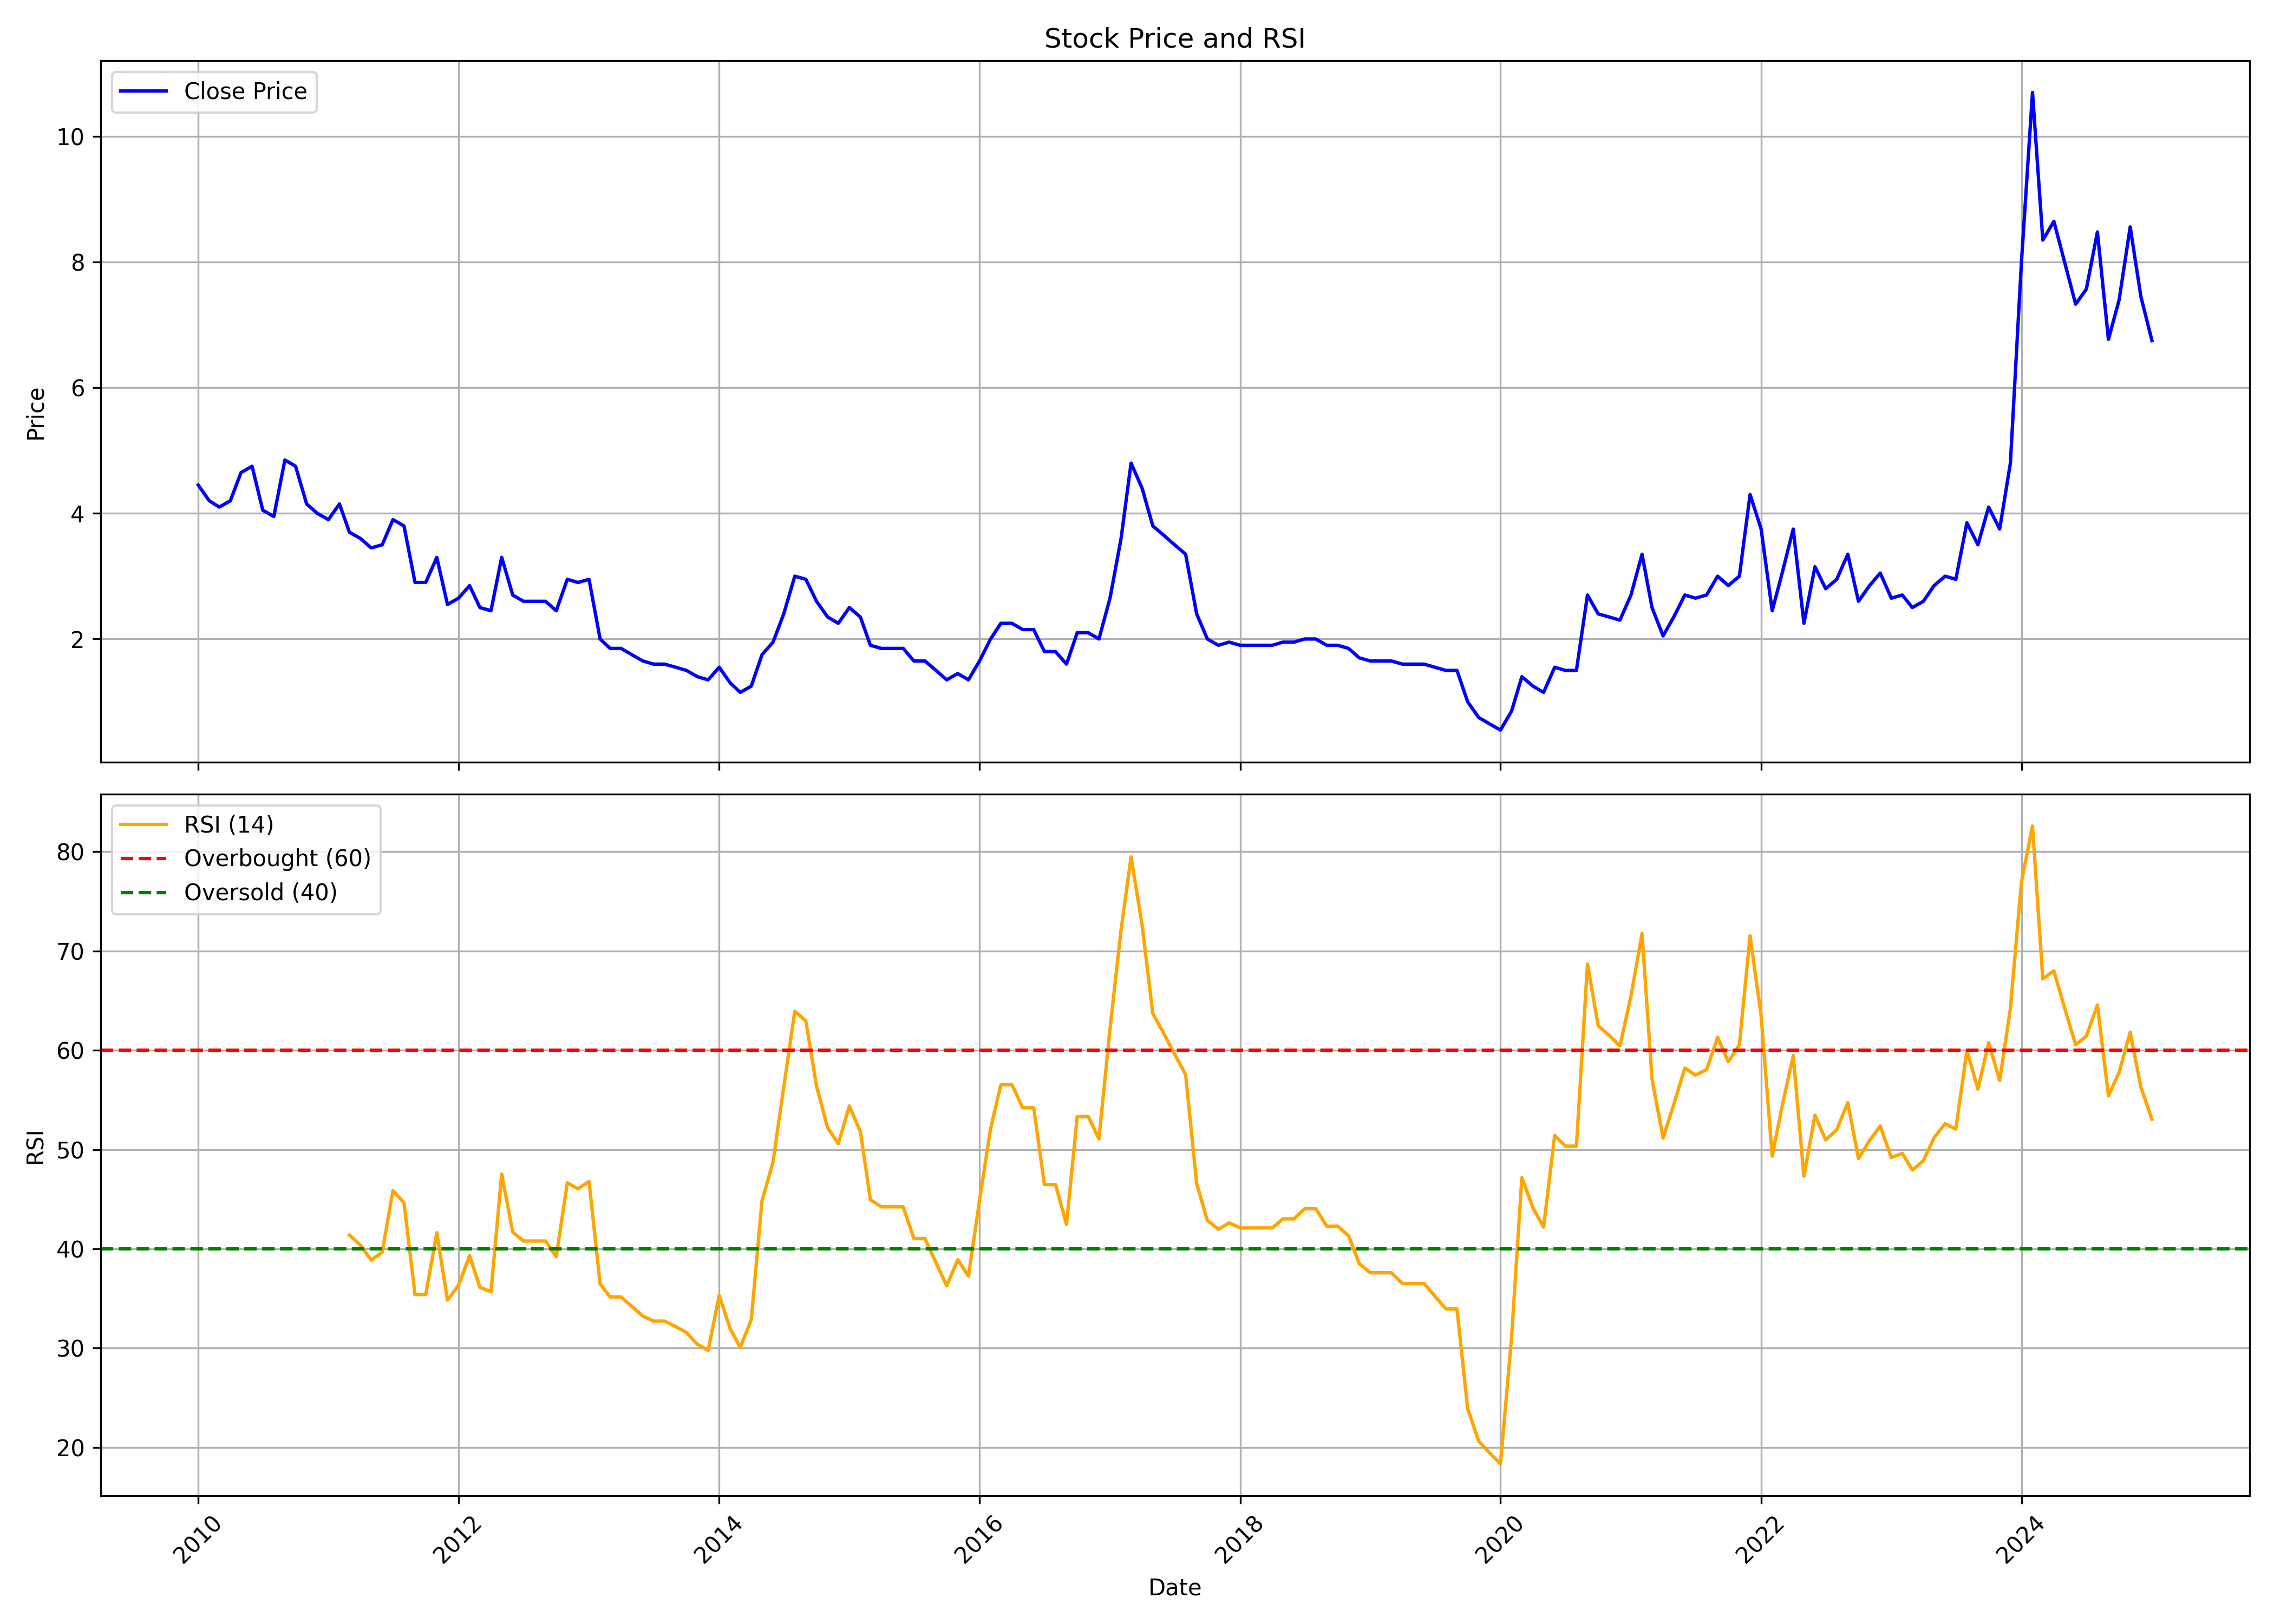 Stock Price and RSI
Close Price
Price
10
8
6
4
2
RSI (14)
Overbought (60)
Oversold (40)
RSI
80
70
60
50
40
30
20
2010
2012
2014
2016
2018
2020
2022
2024
Date